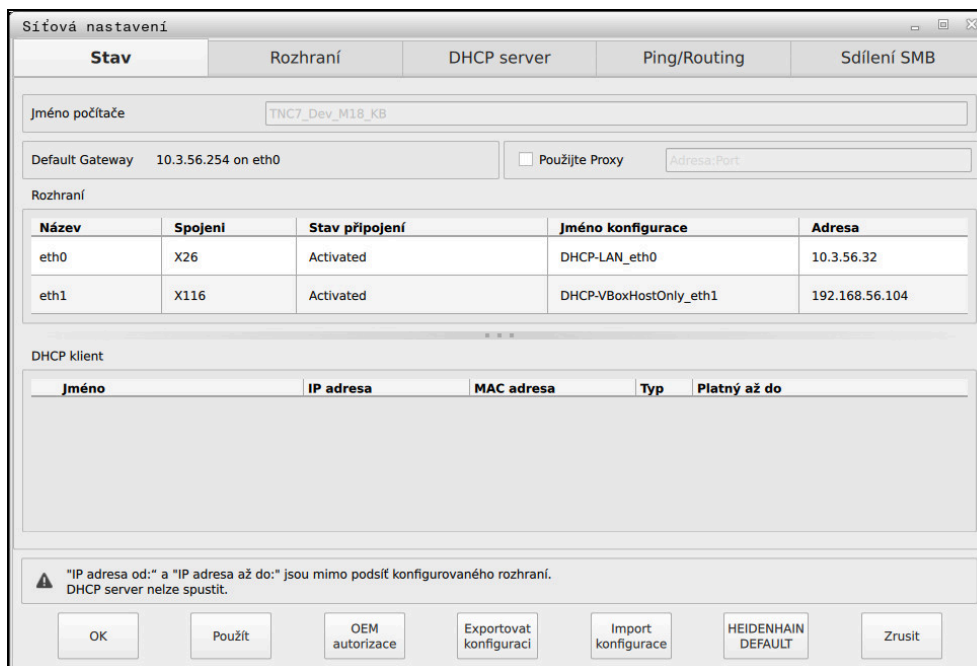 Síťová nastavení
Stav Rozhraní DHCP server Ping/Routing Sdílení SMB
Jméno počítače TNC7_Dev_M18_KB
Default Gateway 10.3.56.254 on eth0 Použijte Proxy Adresa:Port
Rozhraní
Název Spojeni Stav připojení Jméno konfigurace Adresa
eth0 X26 Activated DHCP-LAN_eth0 10.3.56.32
eth1 X116 Activated DHCP-VBoxHostOnly_eth1 192.168.56.104
DHCP klient
Jméno IP adresa MAC adresa Typ Platný až do
"IP adresa od:“ a "IP adresa až do:" jsou mimo podsíť konfigurovaného rozhraní.
DHCP server nelze spustit.
OK Použít OEM autorizace Exportovat konfiguraci Import konfigurace HEIDENHAIN DEFAULT Zrusit